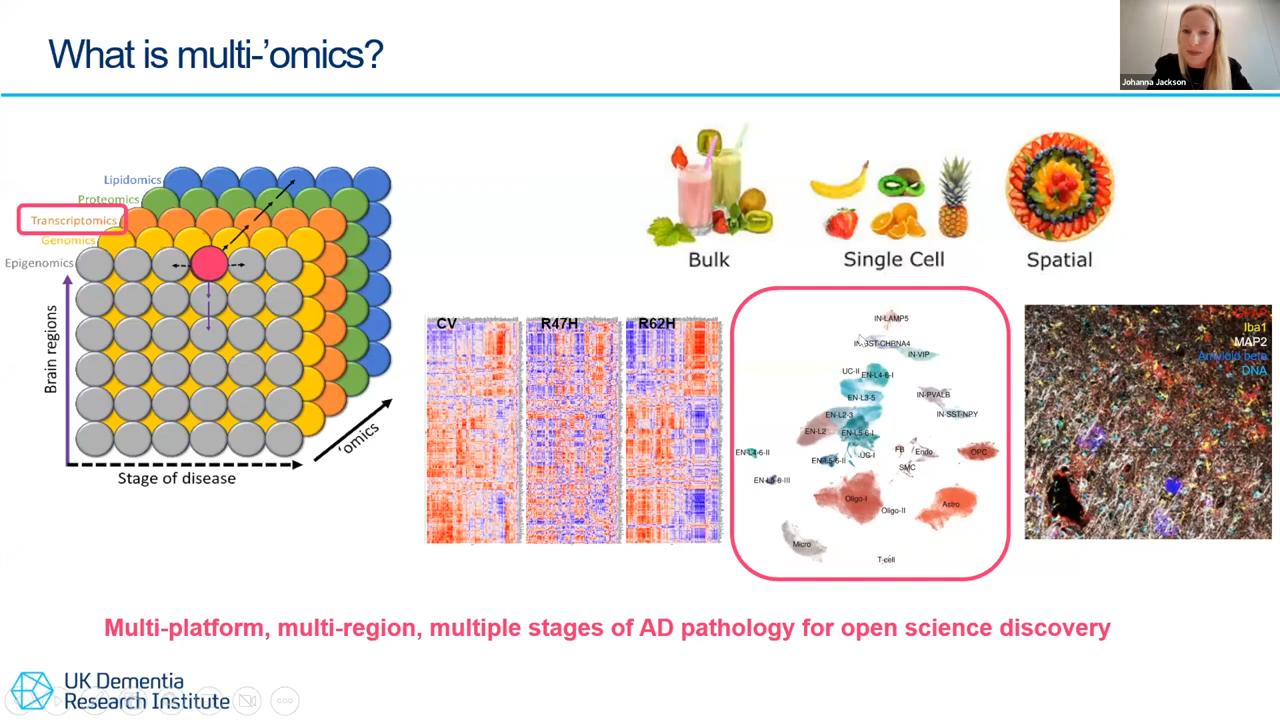 What is multi-’omics?
Johanna Jackson
Lipidomics
Proteomics
Transcriptomics
Genomics
Epigenomics
Brain regions
Stage of disease
‘omics
Bulk
Single Cell
Spatial
CV
R47H
R62H
IN-LAMP5
IN-SST-CHRNA4
IN-VIP
UC-II
EN-L4-6-I
EN-L3-5
IN-PVALB
EN-L2-3
IN-SST-NPY
EN-L2
EN-L5-6-I
EN-L4-6-II
UC-I
FB
Endo
OPC
EN-L5-6-II
SMC
EN-L5-6-III
Oligo-I
Oligo-II
Astro
Micro
T-cell
GFAP
Iba1
MAP2
Amyloid beta
DNA
Multi-platform, multi-region, multiple stages of AD pathology for open science discovery
UK Dementia
Research Institute